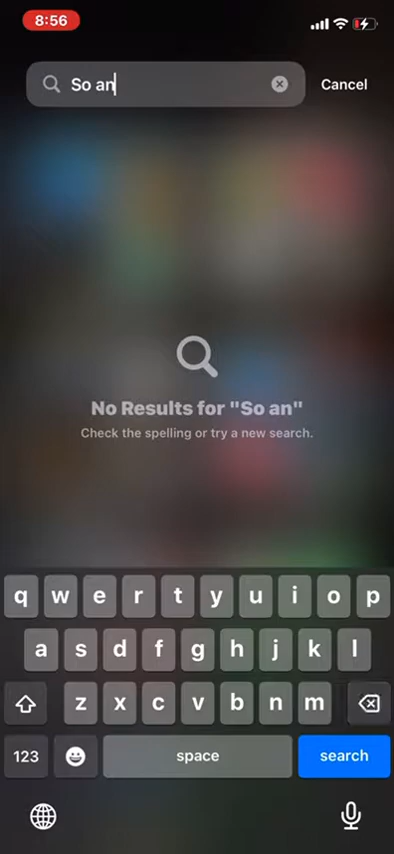 8:56
So an
Cancel
No Results for "So an"
Check the spelling or try a new search.
q w e r t y u i o p
a s d f g h j k l
z x c v b n m
123 space search